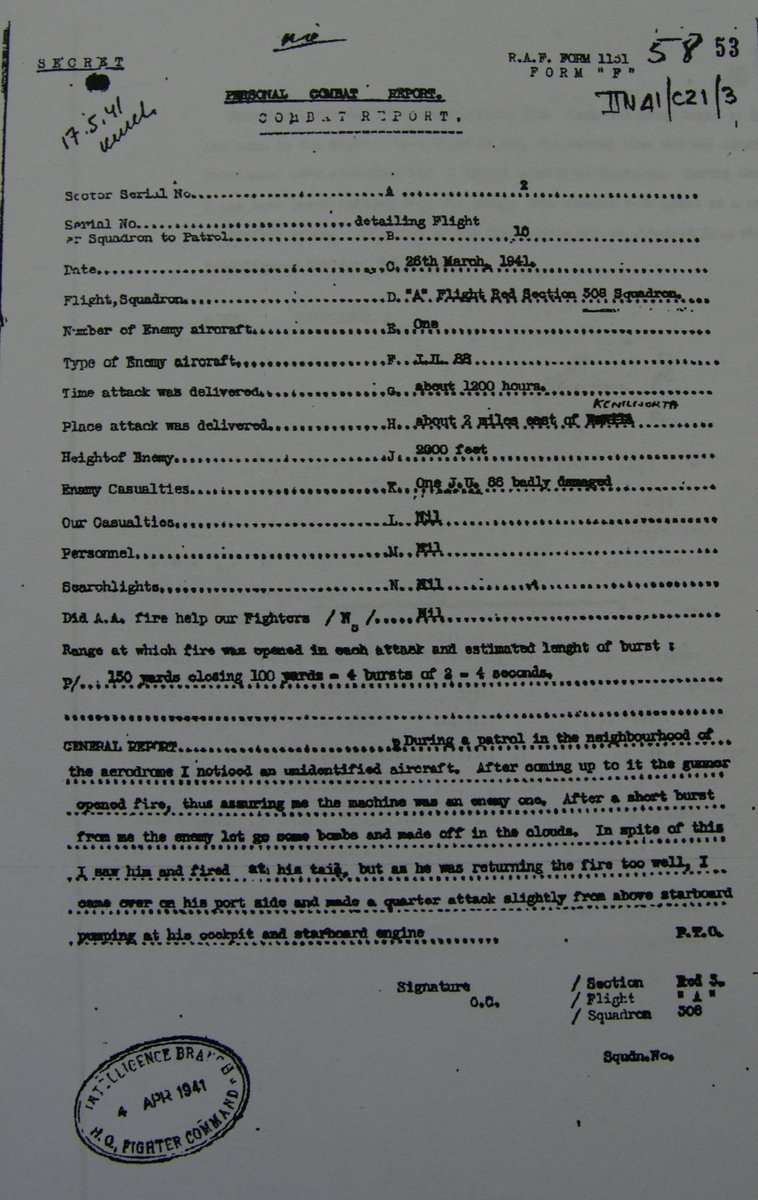 nie
R.A.F. FORM 1151
58 53
SECRET
FORM "F"
PERSONAL COMBAT REPORT.
IINA1/C21/3
17.5.41
COMBAT REPORT.
Sector Serial No. A 2
Serial No. detailing Flight
or Squadron to Patrol B. 10
Date. C. 26th March, 1941.
Flight, Squadron D. "A" Flight Red Section 308 Squadron.
Number of Enemy aircraft E. One
Type of Enemy aircraft. F. J.U. 88
Time attack was delivered G. about 1200 hours.
KENILWORTH
Place attack was delivered. H. about 2 miles east of
Heightof Enemy J. 2900 feet
Enemy Casualties K. One J.U. 88 badly damaged
Our Casualties L. Nil
Personnel M. Nil
Searchlights N. Nil
Did A.A. fire help our Fighters /N5/ Nil
Range at which fire was opened in each attack and estimated lenght of burst :
P/. 150 yards closing 100 yards - 4 bursts of 2 - 4 seconds.
GENERAL REPORT During a patrol in the neighbourhood of
the aerodrome I noticed an unidentified aircraft. After coming up to it the gunner
opened fire, thus assuring me the machine was an enemy one. After a short burst
from me the enemy let go some bombs and made off in the clouds. In spite of this
I saw him and fired at his tail, but as he was returning the fire too well, I
came over on his port side and made a quarter attack slightly from above starboard
pumping at his cockpit and starboard engine P.T.O.
Signature / Section Red 3.
O.C. / Flight "A"
/ Squadron 308
Squdn.No.
INTELLIGENCE BRANCH
4 APR 1941
H.Q. FIGHTER COMMAND